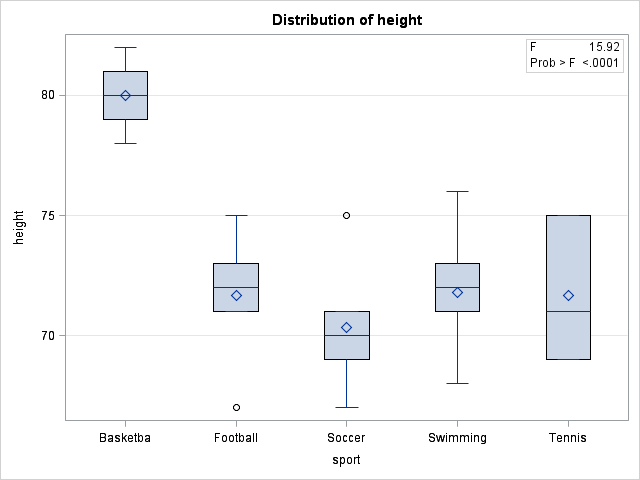 Distribution of height
F 15.92
Prob > F <.0001
80
75
70
height
Basketba Football Soccer Swimming Tennis
sport